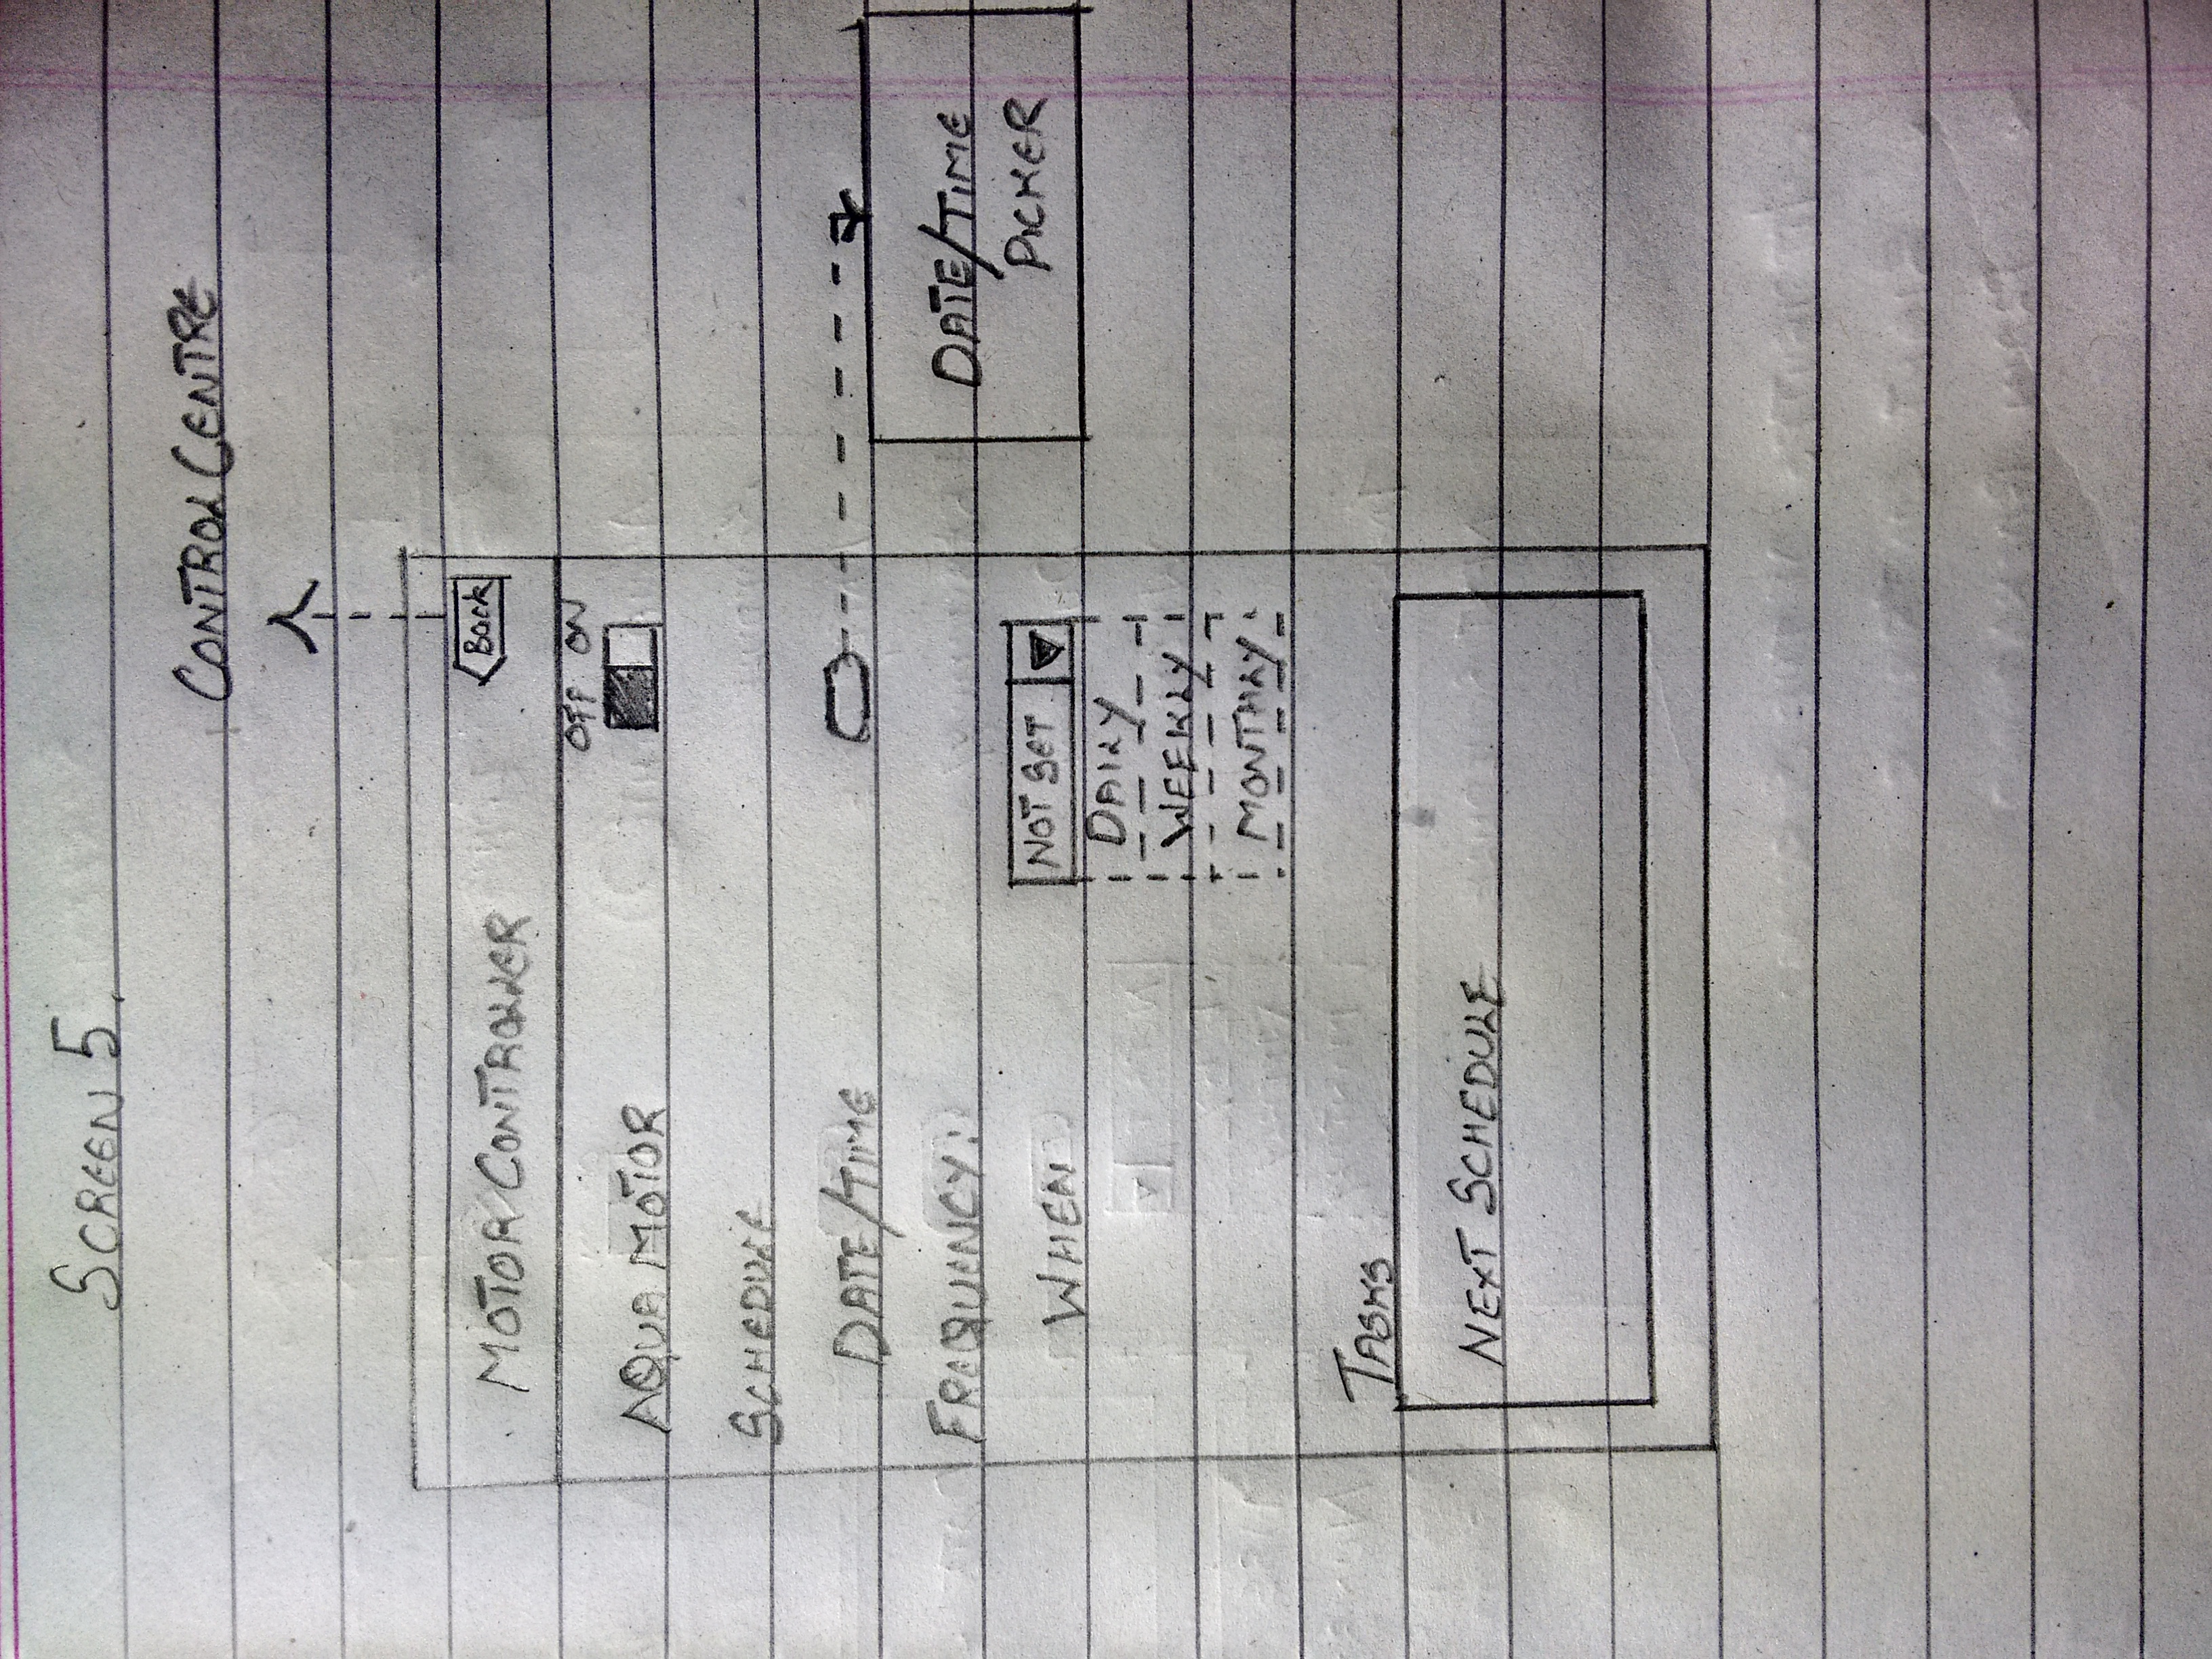 SCREEN 5.
CONTROL CENTRE
MOTOR CONTROLLER
Back
OFF ON
AQUA MOTOR
SCHEDULE
DATE/TIME
DATE/TIME
PICKER
FREQUENCY:
WHEN
NOT SET
DAILY
WEEKLY
MONTHLY
TASKS
NEXT SCHEDULE